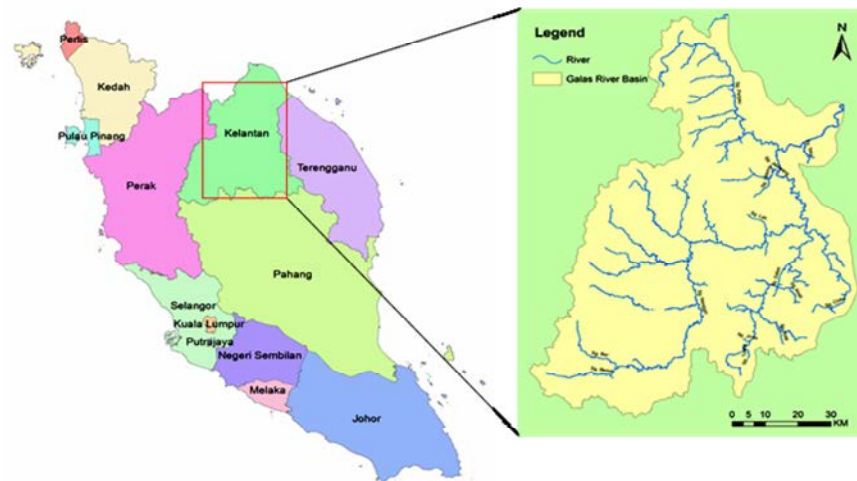 Perlis
Kedah
Pulau Pinang
Perak
Kelantan
Terengganu
Pahang
Selangor
Kuala Lumpur
Putrajaya
Negeri Sembilan
Melaka
Johor
Legend
River
Galas River Basin
N
0 5 10 20 30
KM